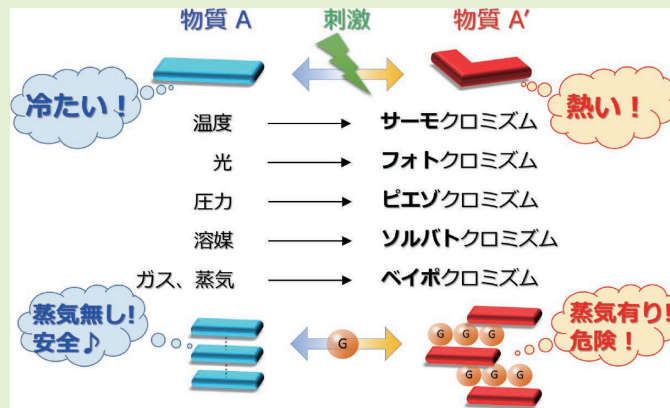 物質 A
刺激
物質 A’
冷たい！
熱い！
温度
サーモクロミズム
光
フォトクロミズム
圧力
ピエゾクロミズム
溶媒
ソルバトクロミズム
ガス、蒸気
ベイポクロミズム
蒸気無し!
安全♪
G
G G G
G G G
蒸気有り!
危険！